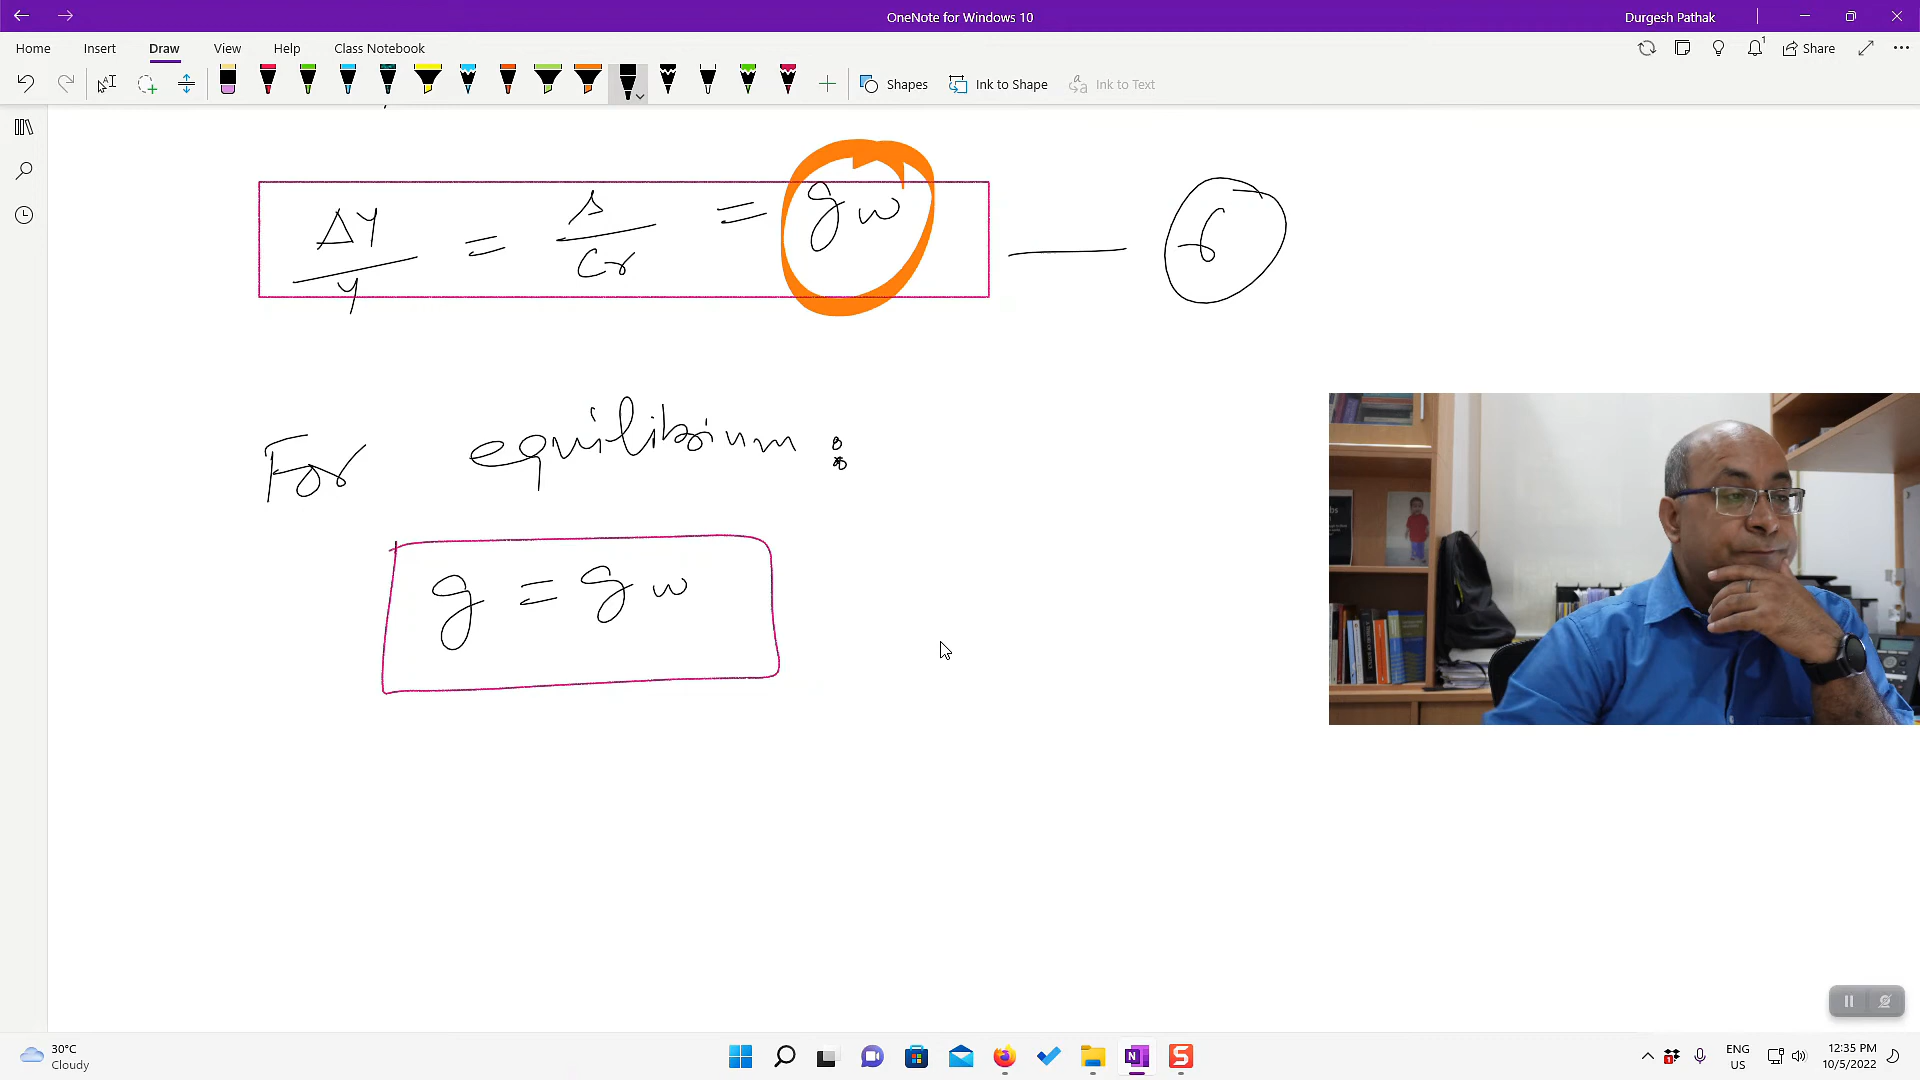 OneNote for Windows 10
Durgesh Pathak
Home Insert Draw View Help Class Notebook
1
Share
Shapes Ink to Shape Ink to Text
ΔY/Y = s/Cr = gw — 6
For equilibrium :
g = gw
30°C
Cloudy
ENG
US
12:35 PM
10/5/2022